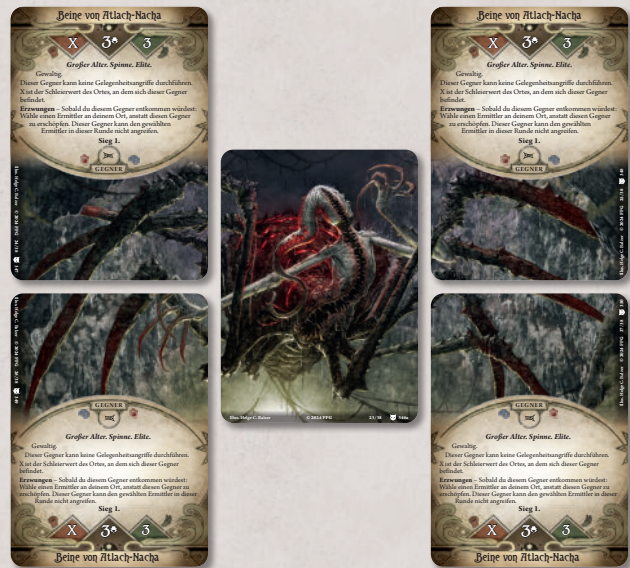 Beine von Atlach-Nacha
X 3 3
Großer Alter. Spinne. Elite.
Gewaltig.
Dieser Gegner kann keine Gelegenheitsangriffe durchführen.
X ist der Schleierwert des Ortes, an dem sich dieser Gegner
befindet.
Erzwungen – Sobald du diesem Gegner entkommen würdest:
Wähle einen Ermittler an deinem Ort, anstatt diesen Gegner
zu erschöpfen. Dieser Gegner kann den gewählten
Ermittler in dieser Runde nicht angreifen.
Sieg 1.
GEGNER
Beine von Atlach-Nacha
X 3 3
Großer Alter. Spinne. Elite.
Gewaltig.
Dieser Gegner kann keine Gelegenheitsangriffe durchführen.
X ist der Schleierwert des Ortes, an dem sich dieser Gegner
befindet.
Erzwungen – Sobald du diesem Gegner entkommen würdest:
Wähle einen Ermittler an deinem Ort, anstatt diesen Gegner
zu erschöpfen. Dieser Gegner kann den gewählten
Ermittler in dieser Runde nicht angreifen.
Sieg 1.
GEGNER
Illus. Helge C. Balzer © 2024 FFG
GEGNER
Großer Alter. Spinne. Elite.
Gewaltig.
Dieser Gegner kann keine Gelegenheitsangriffe durchführen.
X ist der Schleierwert des Ortes, an dem sich dieser Gegner
befindet.
Erzwungen – Sobald du diesem Gegner entkommen würdest:
Wähle einen Ermittler an deinem Ort, anstatt diesen Gegner zu
erschöpfen. Dieser Gegner kann den gewählten Ermittler in dieser
Runde nicht angreifen.
Sieg 1.
X 3 3
Beine von Atlach-Nacha
GEGNER
Großer Alter. Spinne. Elite.
Gewaltig.
Dieser Gegner kann keine Gelegenheitsangriffe durchführen.
X ist der Schleierwert des Ortes, an dem sich dieser Gegner
befindet.
Erzwungen – Sobald du diesem Gegner entkommen würdest:
Wähle einen Ermittler an deinem Ort, anstatt diesen Gegner zu
erschöpfen. Dieser Gegner kann den gewählten Ermittler in dieser
Runde nicht angreifen.
Sieg 1.
X 3 3
Beine von Atlach-Nacha